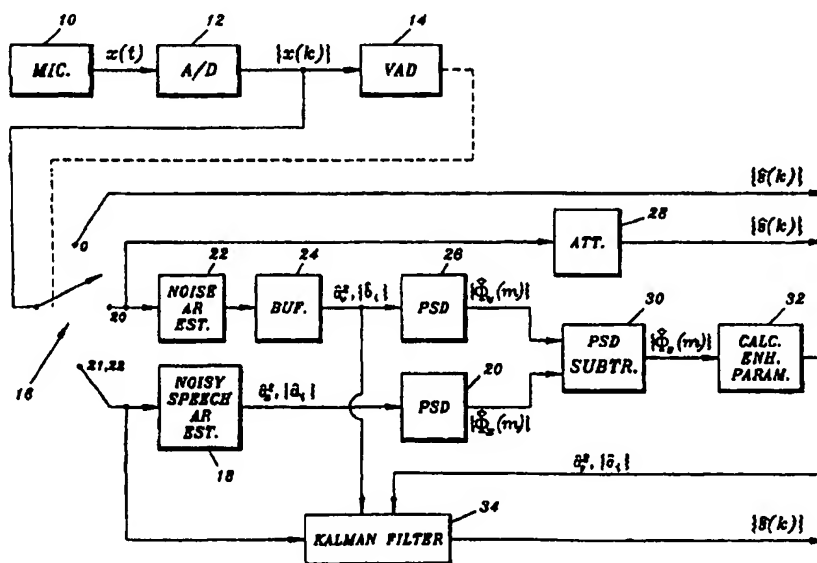 10
12
14
MIC.
x(t)
A/D
{x(k)}
VAD
{ŝ(k)}
28
ATT.
{ŝ(k)}
0
20
21,22
16
22
NOISE
AR
EST.
24
BUF.
26
PSD
30
PSD
SUBTR.
32
CALC.
ENH.
PARAM.
NOISY
SPEECH
AR
EST.
18
20
PSD
34
KALMAN FILTER
{ŝ(k)}